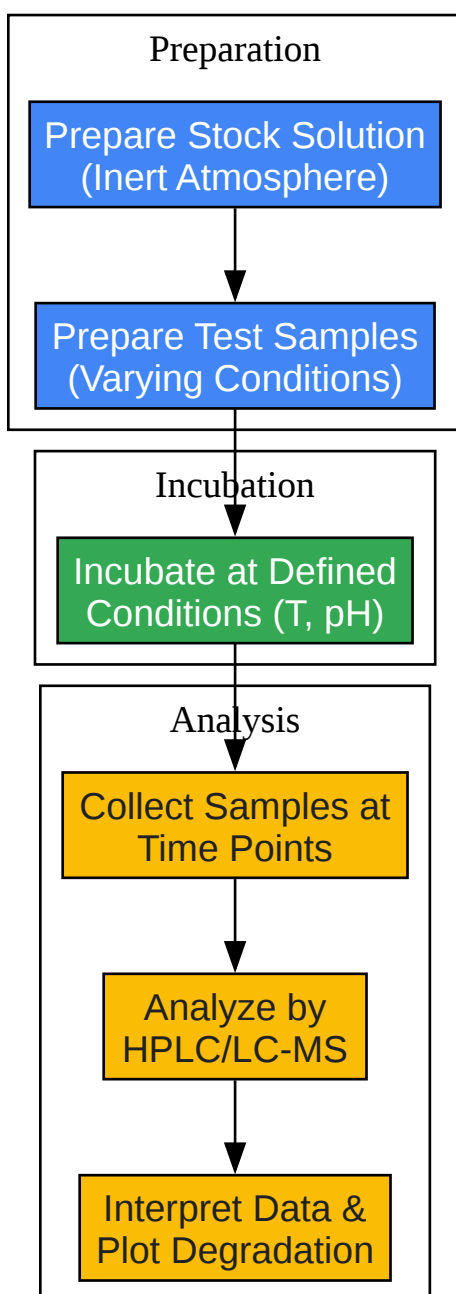 Preparation
Prepare Stock Solution
(Inert Atmosphere)
Prepare Test Samples
(Varying Conditions)
Incubation
Incubate at Defined
Conditions (T, pH)
Analysis
Collect Samples at
Time Points
Analyze by
HPLC/LC-MS
Interpret Data &
Plot Degradation